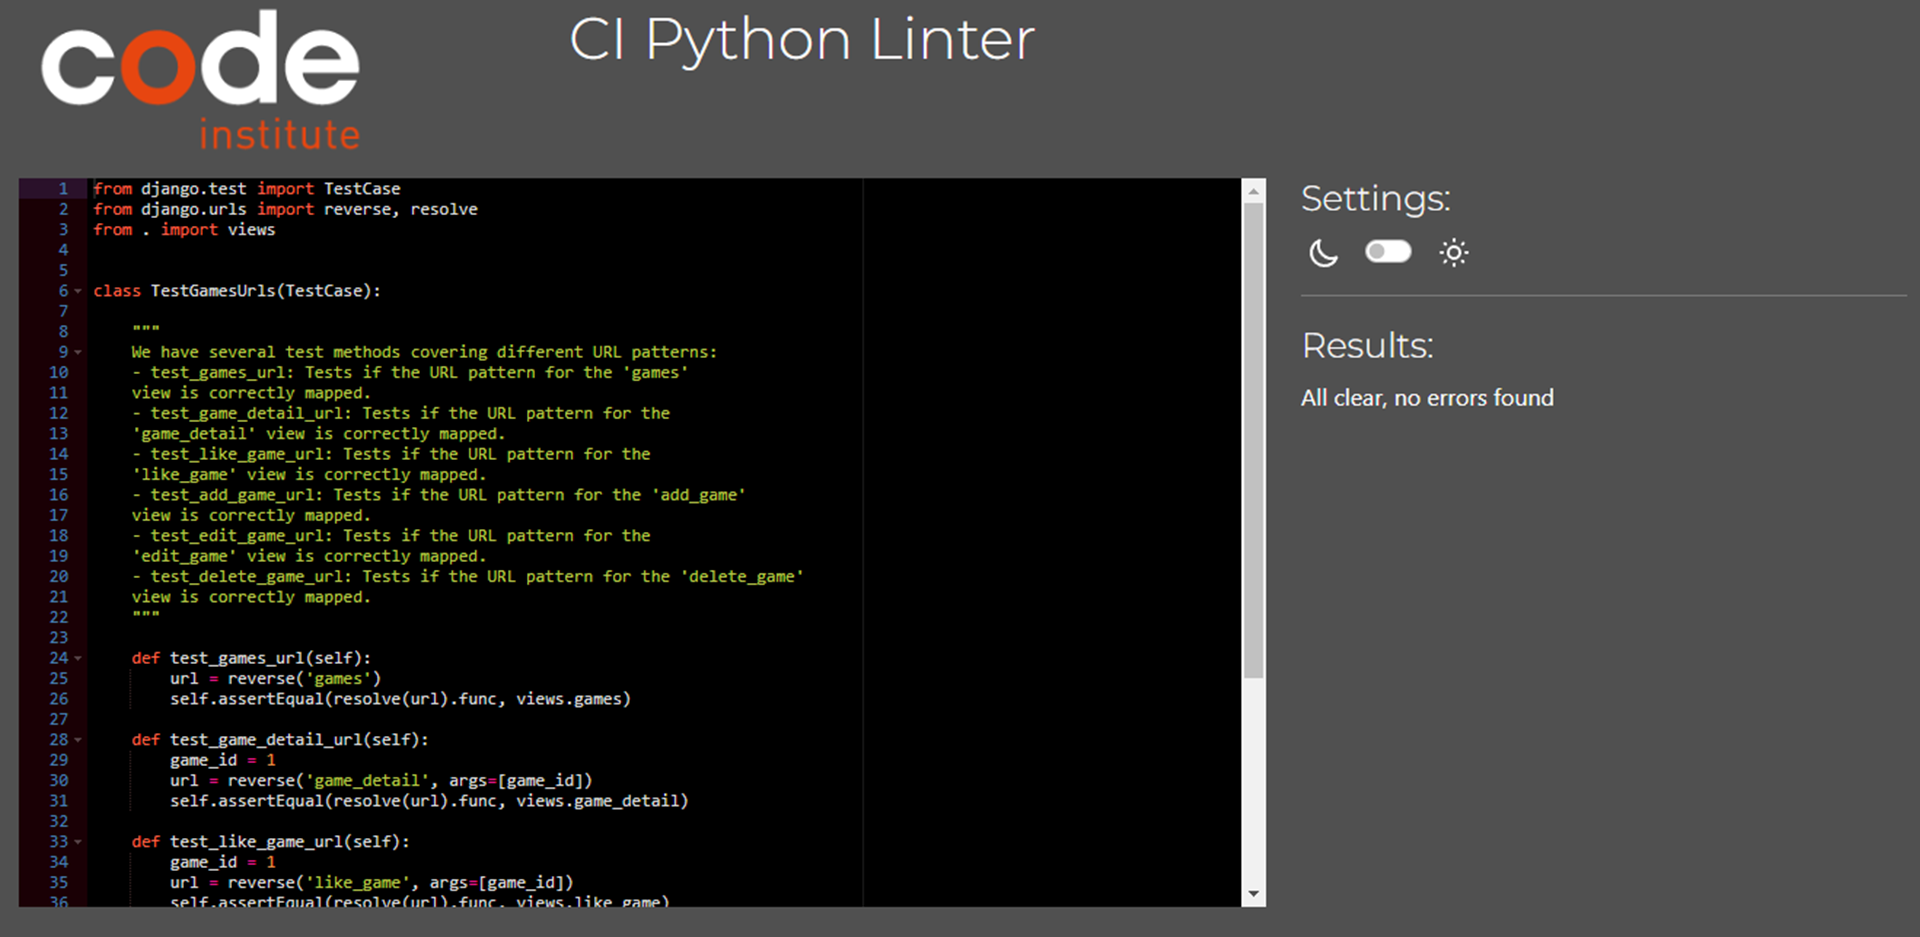 code
institute
CI Python Linter
1 from django.test import TestCase
2 from django.urls import reverse, resolve
3 from . import views
4
5
6 class TestGamesUrls(TestCase):
7
8     """
9     We have several test methods covering different URL patterns:
10     - test_games_url: Tests if the URL pattern for the 'games'
11     view is correctly mapped.
12     - test_game_detail_url: Tests if the URL pattern for the
13     'game_detail' view is correctly mapped.
14     - test_like_game_url: Tests if the URL pattern for the
15     'like_game' view is correctly mapped.
16     - test_add_game_url: Tests if the URL pattern for the 'add_game'
17     view is correctly mapped.
18     - test_edit_game_url: Tests if the URL pattern for the
19     'edit_game' view is correctly mapped.
20     - test_delete_game_url: Tests if the URL pattern for the 'delete_game'
21     view is correctly mapped.
22     """
23
24     def test_games_url(self):
25         url = reverse('games')
26         self.assertEqual(resolve(url).func, views.games)
27
28     def test_game_detail_url(self):
29         game_id = 1
30         url = reverse('game_detail', args=[game_id])
31         self.assertEqual(resolve(url).func, views.game_detail)
32
33     def test_like_game_url(self):
34         game_id = 1
35         url = reverse('like_game', args=[game_id])
36         self.assertEqual(resolve(url).func, views.like_game)
Settings:
Results:
All clear, no errors found